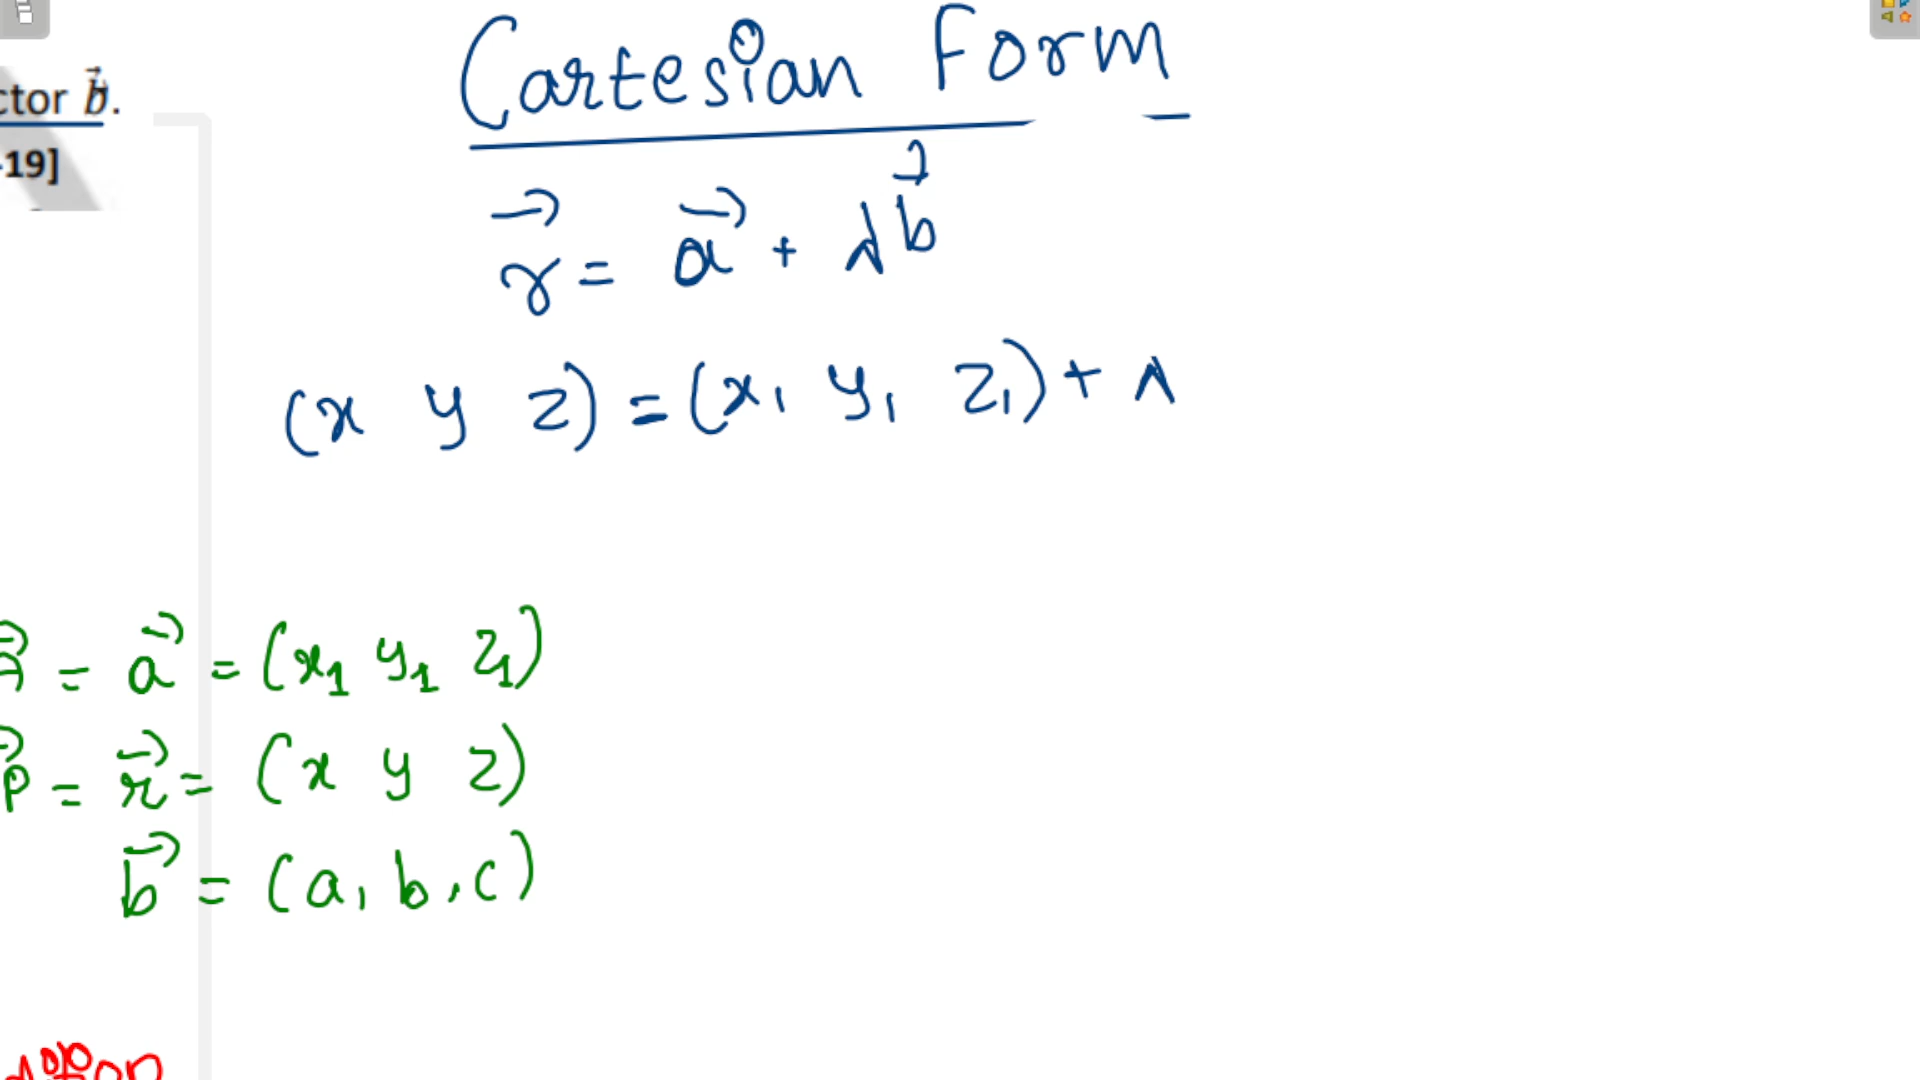 Cartesian Form
ctor b⃗.
-19]
r⃗ = a⃗ + λb⃗
(x y z) = (x₁ y₁ z₁) + λ
A⃗ = a⃗ = (x₁ y₁ z₁)
P⃗ = r⃗ = (x y z)
b⃗ = (a, b, c)